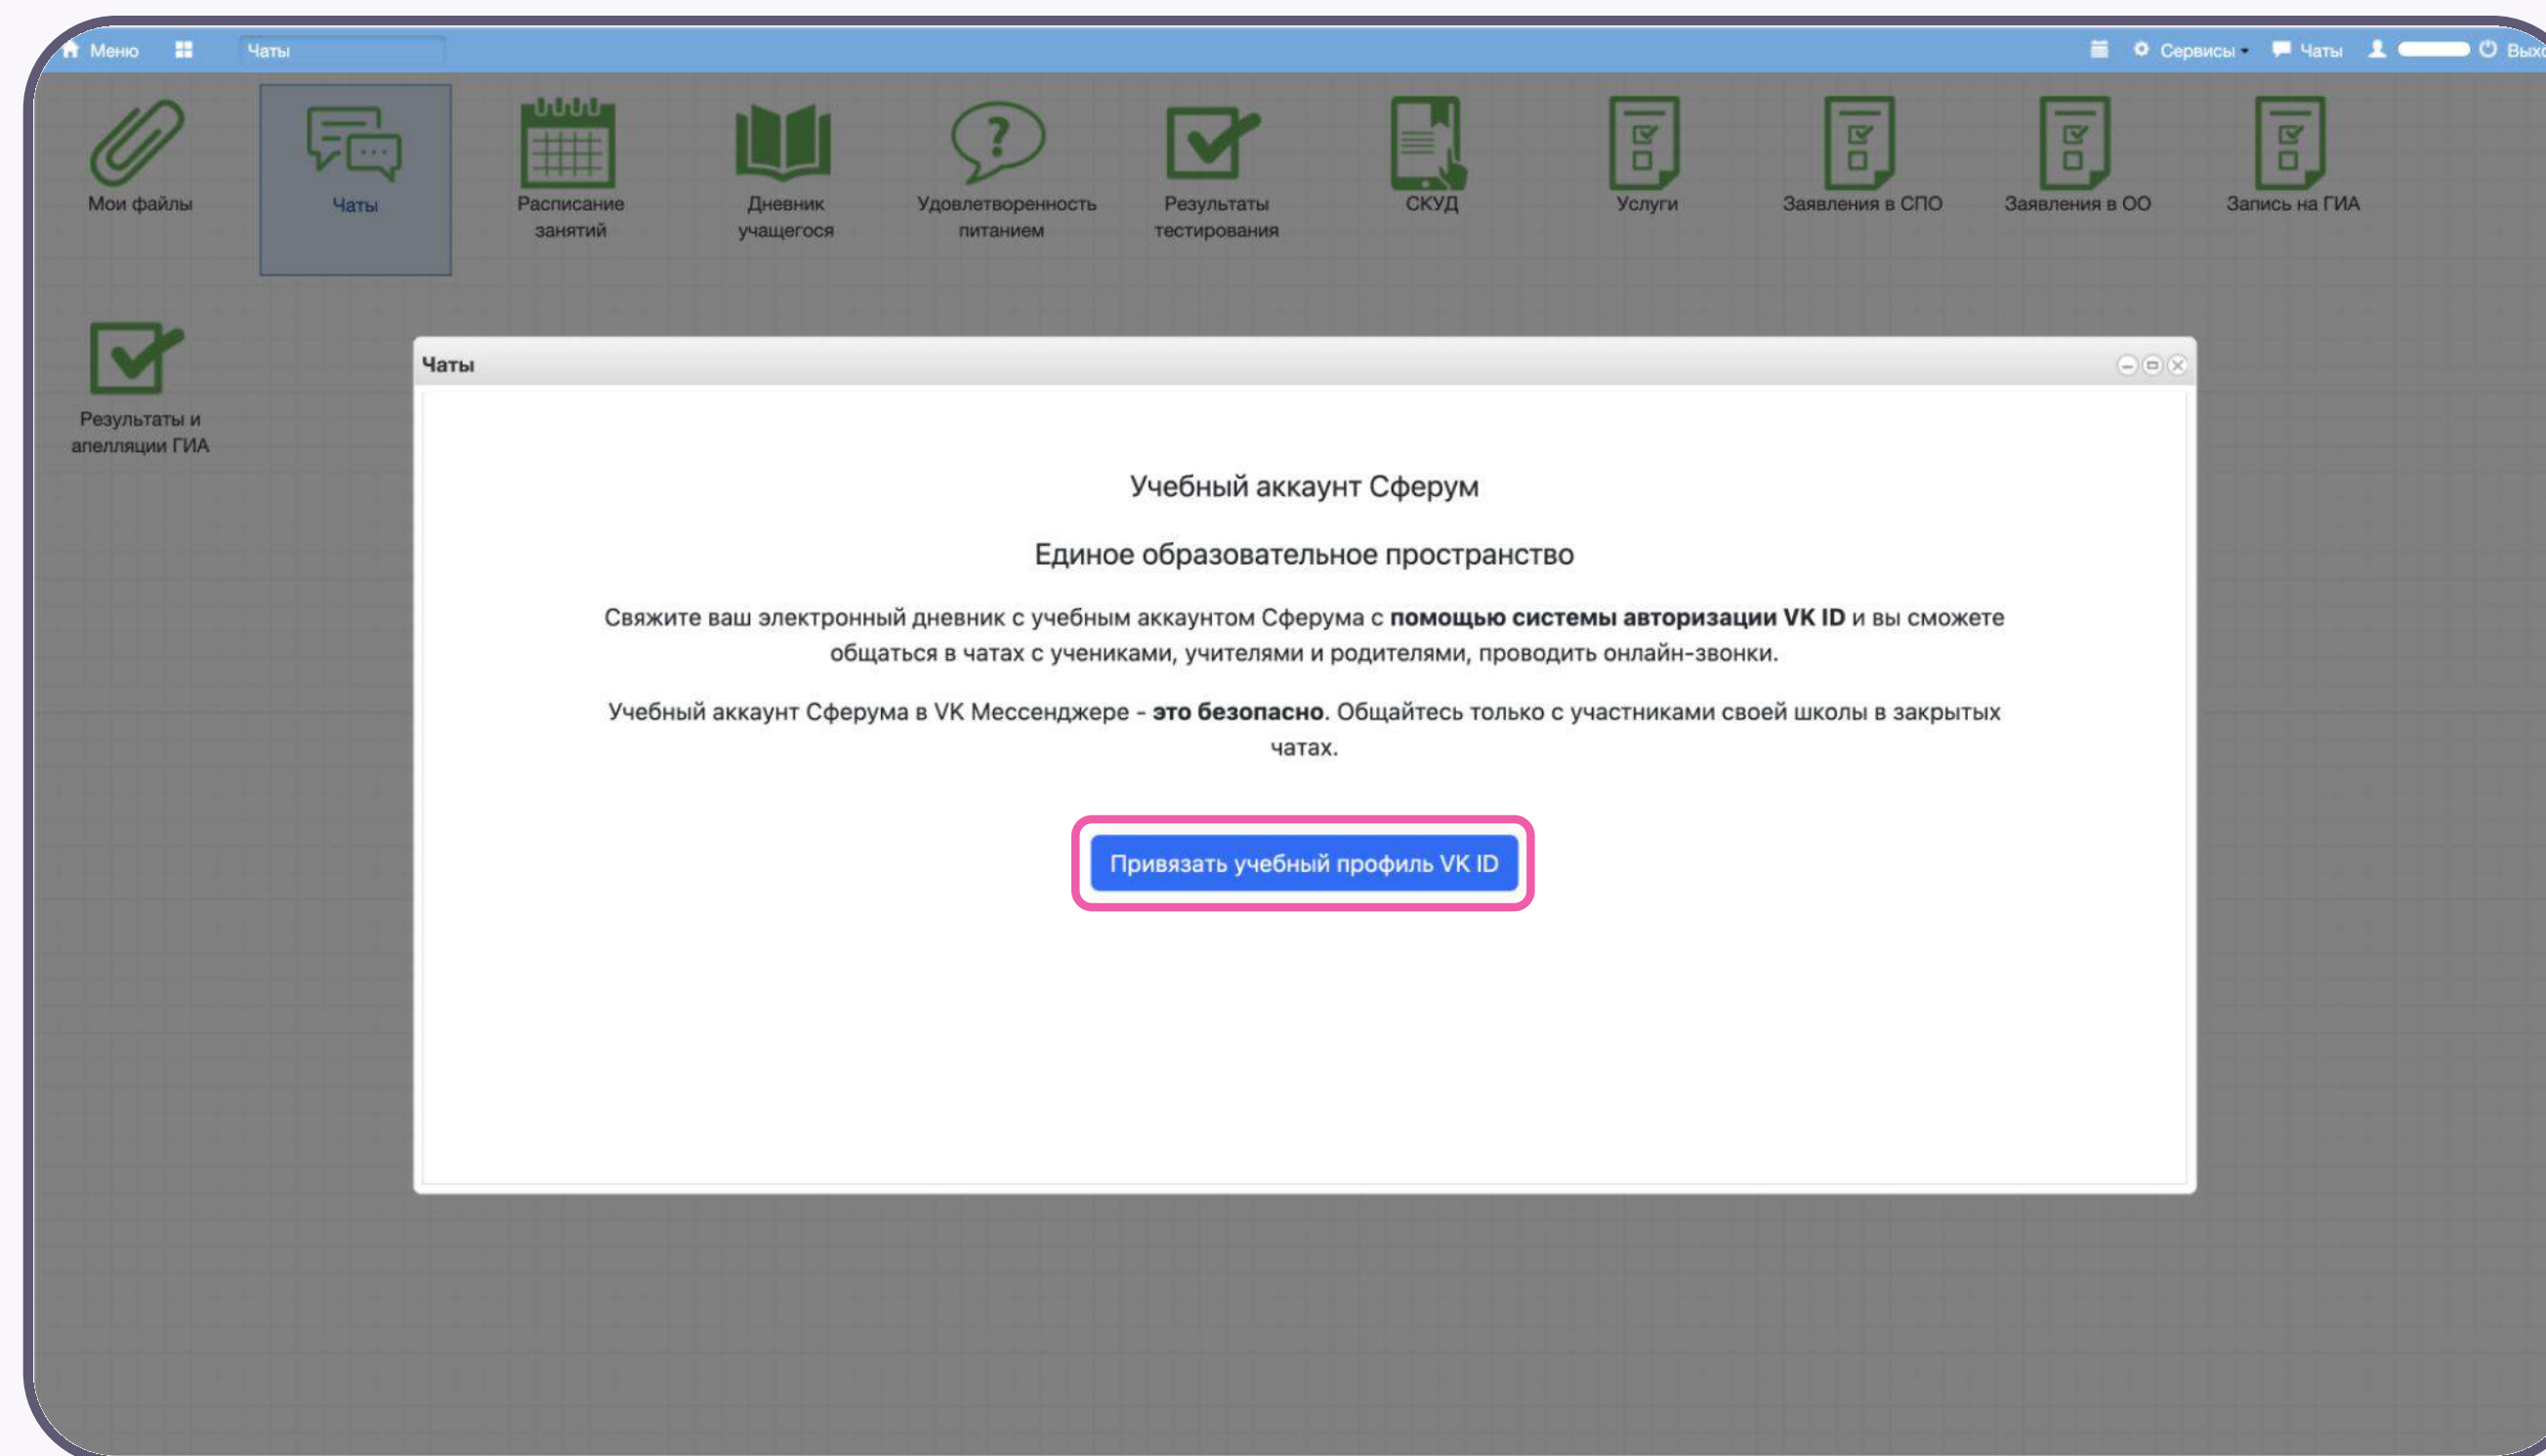 Меню
Чаты
Сервисы
Чаты
Мои файлы
Чаты
Расписание
занятий
Дневник
учащегося
Удовлетворенность
питанием
Результаты
тестирования
СКУД
Услуги
Заявления в СПО
Заявления в ОО
Запись на ГИА
Результаты и
апелляции ГИА
Чаты
Учебный аккаунт Сферум
Единое образовательное пространство
Свяжите ваш электронный дневник с учебным аккаунтом Сферума с помощью системы авторизации VK ID и вы сможете
общаться в чатах с учениками, учителями и родителями, проводить онлайн-звонки.
Учебный аккаунт Сферума в VK Мессенджере - это безопасно. Общайтесь только с участниками своей школы в закрытых
чатах.
Привязать учебный профиль VK ID